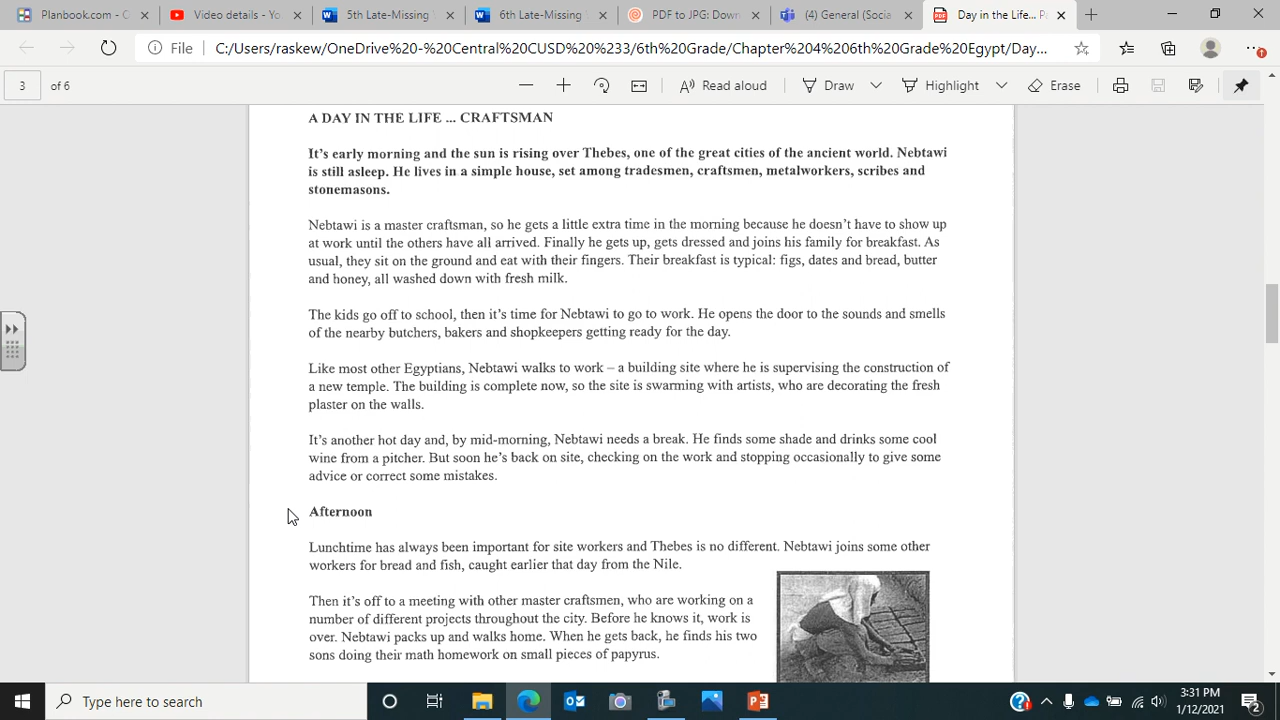 Planbook.com - C
Video details - Yo
5th Late-Missing
6th Late-Missing
PDF to JPG: Down
(4) General (Socia
Day in the Life... P
File
C:/Users/raskew/OneDrive%20-%20Central%20CUSD%20%233/6th%20Grade/Chapter%204%206th%20Grade%20Egypt/Day...
3 of 6
Read aloud
Draw
Highlight
Erase
A DAY IN THE LIFE ... CRAFTSMAN
It's early morning and the sun is rising over Thebes, one of the great cities of the ancient world. Nebtawi
is still asleep. He lives in a simple house, set among tradesmen, craftsmen, metalworkers, scribes and
stonemasons.
Nebtawi is a master craftsman, so he gets a little extra time in the morning because he doesn't have to show up
at work until the others have all arrived. Finally he gets up, gets dressed and joins his family for breakfast. As
usual, they sit on the ground and eat with their fingers. Their breakfast is typical: figs, dates and bread, butter
and honey, all washed down with fresh milk.
The kids go off to school, then it's time for Nebtawi to go to work. He opens the door to the sounds and smells
of the nearby butchers, bakers and shopkeepers getting ready for the day.
Like most other Egyptians, Nebtawi walks to work – a building site where he is supervising the construction of
a new temple. The building is complete now, so the site is swarming with artists, who are decorating the fresh
plaster on the walls.
It's another hot day and, by mid-morning, Nebtawi needs a break. He finds some shade and drinks some cool
wine from a pitcher. But soon he's back on site, checking on the work and stopping occasionally to give some
advice or correct some mistakes.
Afternoon
Lunchtime has always been important for site workers and Thebes is no different. Nebtawi joins some other
workers for bread and fish, caught earlier that day from the Nile.
Then it's off to a meeting with other master craftsmen, who are working on a
number of different projects throughout the city. Before he knows it, work is
over. Nebtawi packs up and walks home. When he gets back, he finds his two
sons doing their math homework on small pieces of papyrus.
Type here to search
3:31 PM
1/12/2021
2